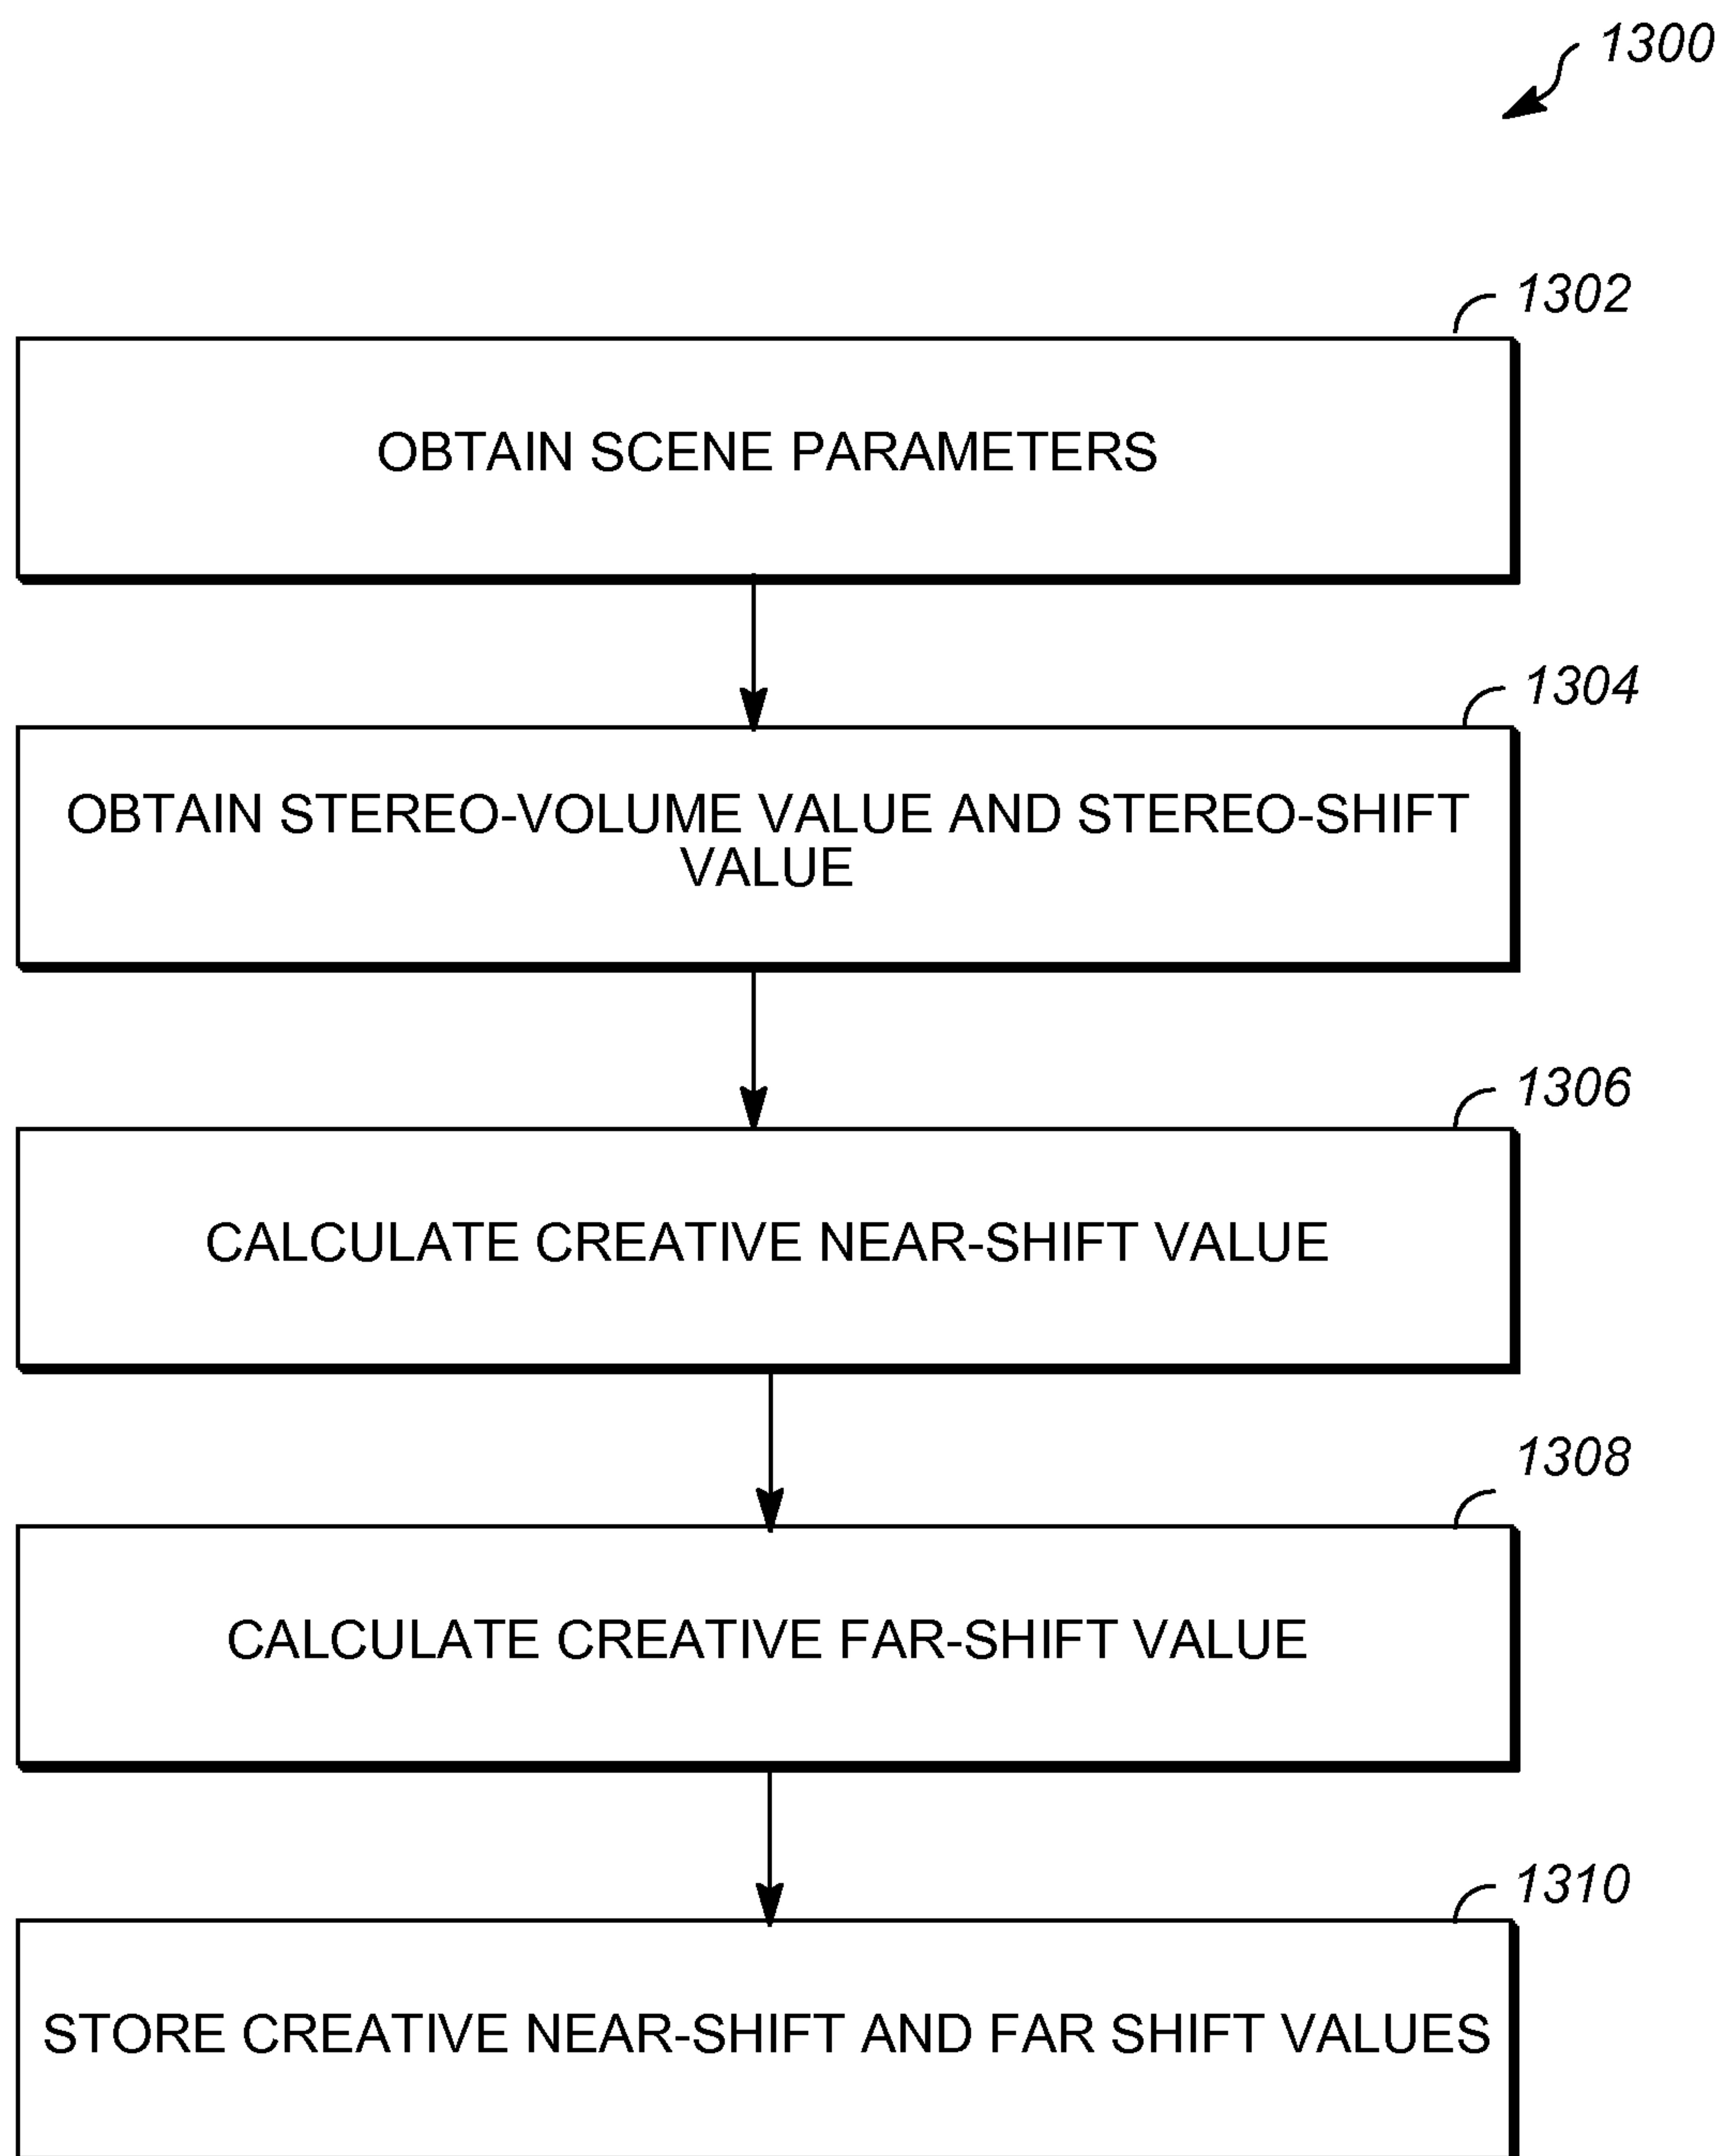 1300
1302
OBTAIN SCENE PARAMETERS
1304
OBTAIN STEREO-VOLUME VALUE AND STEREO-SHIFT
VALUE
1306
CALCULATE CREATIVE NEAR-SHIFT VALUE
1308
CALCULATE CREATIVE FAR-SHIFT VALUE
1310
STORE CREATIVE NEAR-SHIFT AND FAR SHIFT VALUES